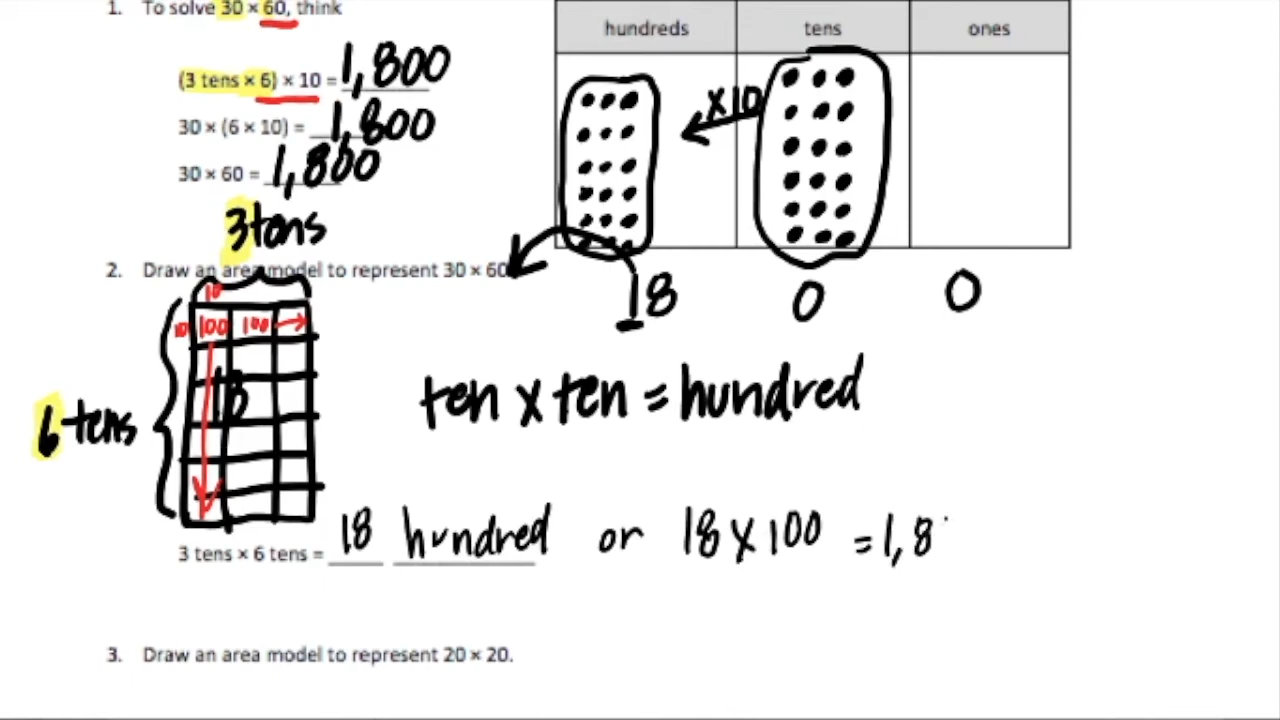 1. To solve 30 × 60, think
hundreds tens ones
(3 tens × 6) × 10 = 1,800
×10
30 × (6 × 10) = 1,800
30 × 60 = 1,800
3 tens
2. Draw an area model to represent 30 × 60
18 0 0
10
10 100 100
18
6 tens
ten × ten = hundred
3 tens × 6 tens = 18 hundred or 18 × 100 = 1,8
3. Draw an area model to represent 20 × 20.